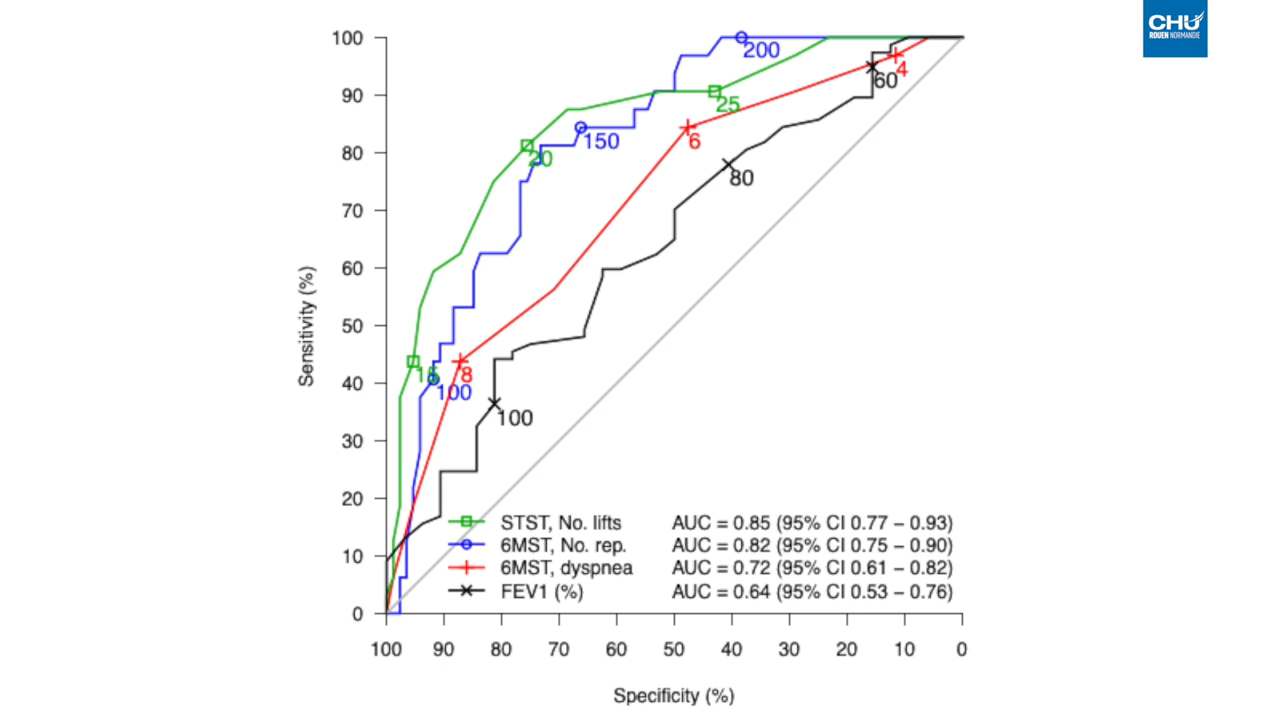 CHU
ROUEN NORMANDIE
100
90
80
70
60
50
40
30
20
10
0
Sensitivity (%)
200
25
150
20
4
60
6
80
15
8
100
100
STST, No. lifts AUC = 0.85 (95% CI 0.77 – 0.93)
6MST, No. rep. AUC = 0.82 (95% CI 0.75 – 0.90)
6MST, dyspnea AUC = 0.72 (95% CI 0.61 – 0.82)
FEV1 (%) AUC = 0.64 (95% CI 0.53 – 0.76)
100 90 80 70 60 50 40 30 20 10 0
Specificity (%)